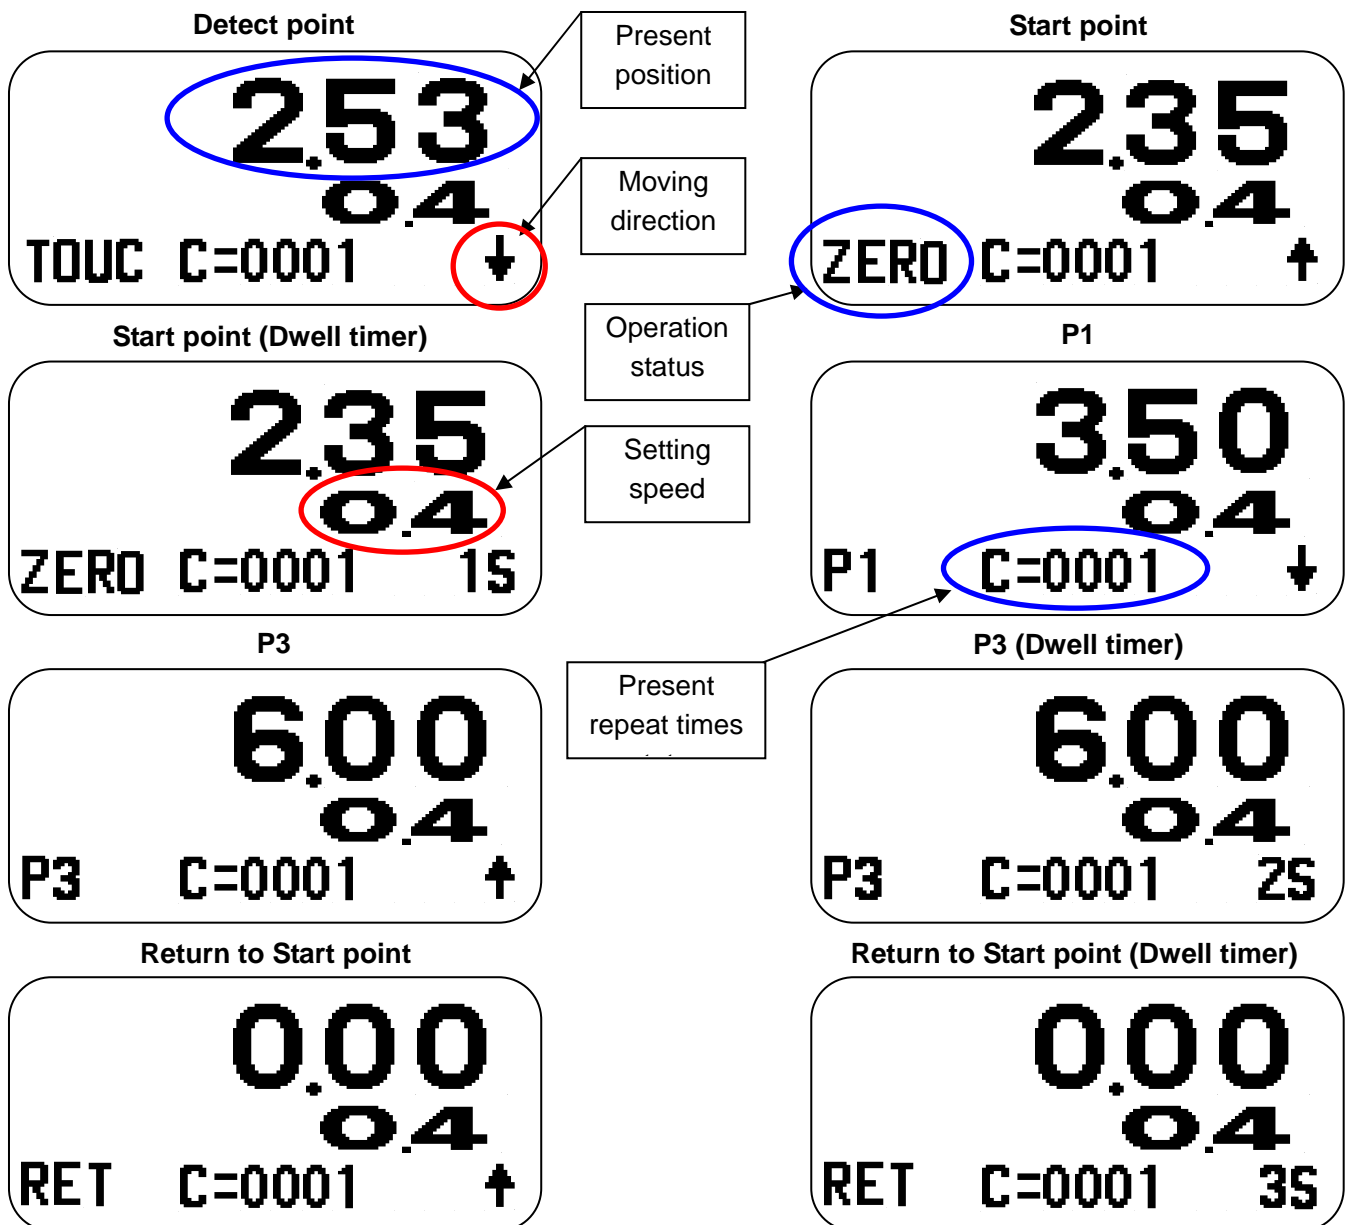 Detect point
2.53
0.4
TOUC C=0001 ↓
Present
position
Moving
direction
Start point
2.35
0.4
ZERO C=0001 ↑
Operation
status
Start point (Dwell timer)
2.35
0.4
ZERO C=0001 1S
Setting
speed
P1
3.50
0.4
P1 C=0001 ↓
Present
repeat times
P3
6.00
0.4
P3 C=0001 ↑
P3 (Dwell timer)
6.00
0.4
P3 C=0001 2S
Return to Start point
0.00
0.4
RET C=0001 ↑
Return to Start point (Dwell timer)
0.00
0.4
RET C=0001 3S